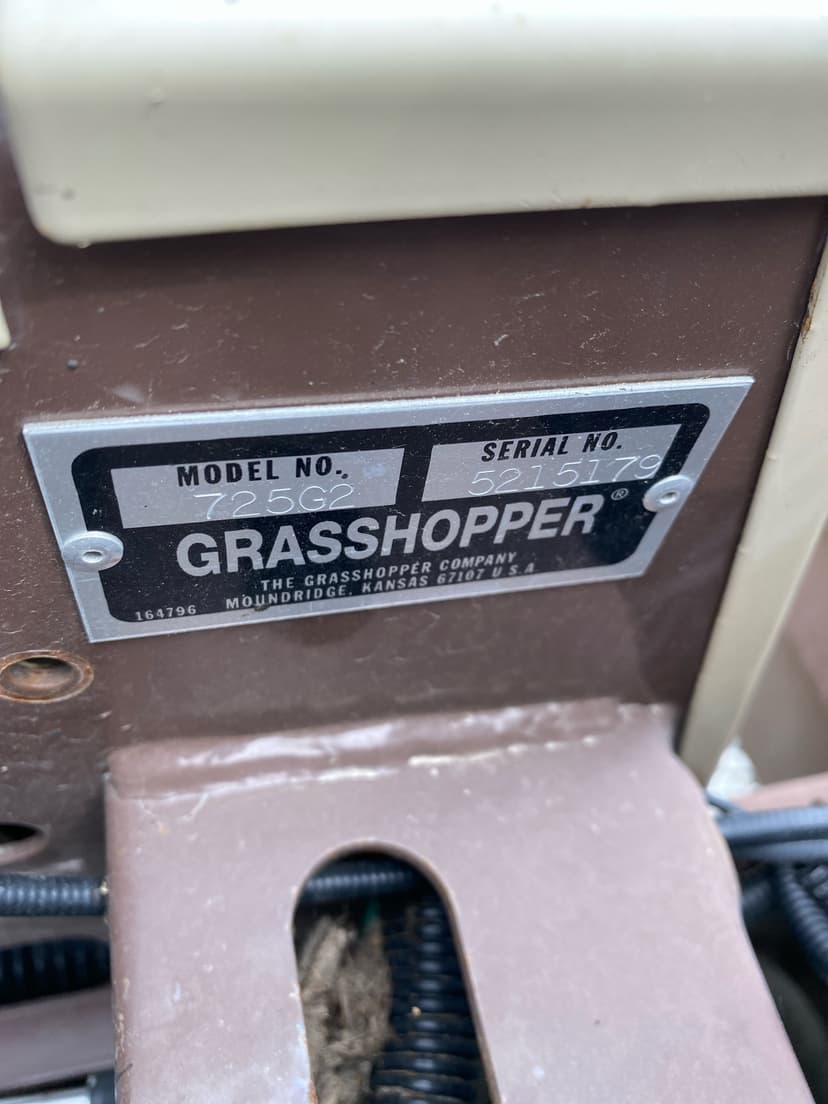 MODEL NO. SERIAL NO.
725G2 5215179
GRASSHOPPER®
THE GRASSHOPPER COMPANY
164796 MOUNDRIDGE, KANSAS 67107 U S A